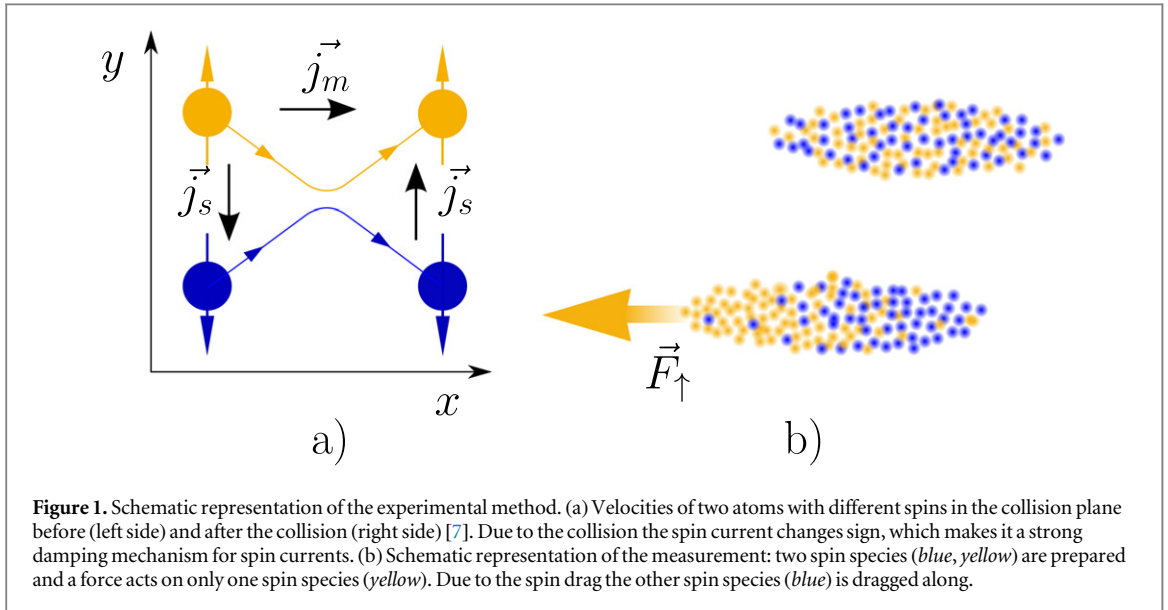 y
j⃗m
j⃗s
j⃗s
x
F⃗↑
a)
b)
Figure 1. Schematic representation of the experimental method. (a) Velocities of two atoms with different spins in the collision plane
before (left side) and after the collision (right side) [7]. Due to the collision the spin current changes sign, which makes it a strong
damping mechanism for spin currents. (b) Schematic representation of the measurement: two spin species (blue, yellow) are prepared
and a force acts on only one spin species (yellow). Due to the spin drag the other spin species (blue) is dragged along.